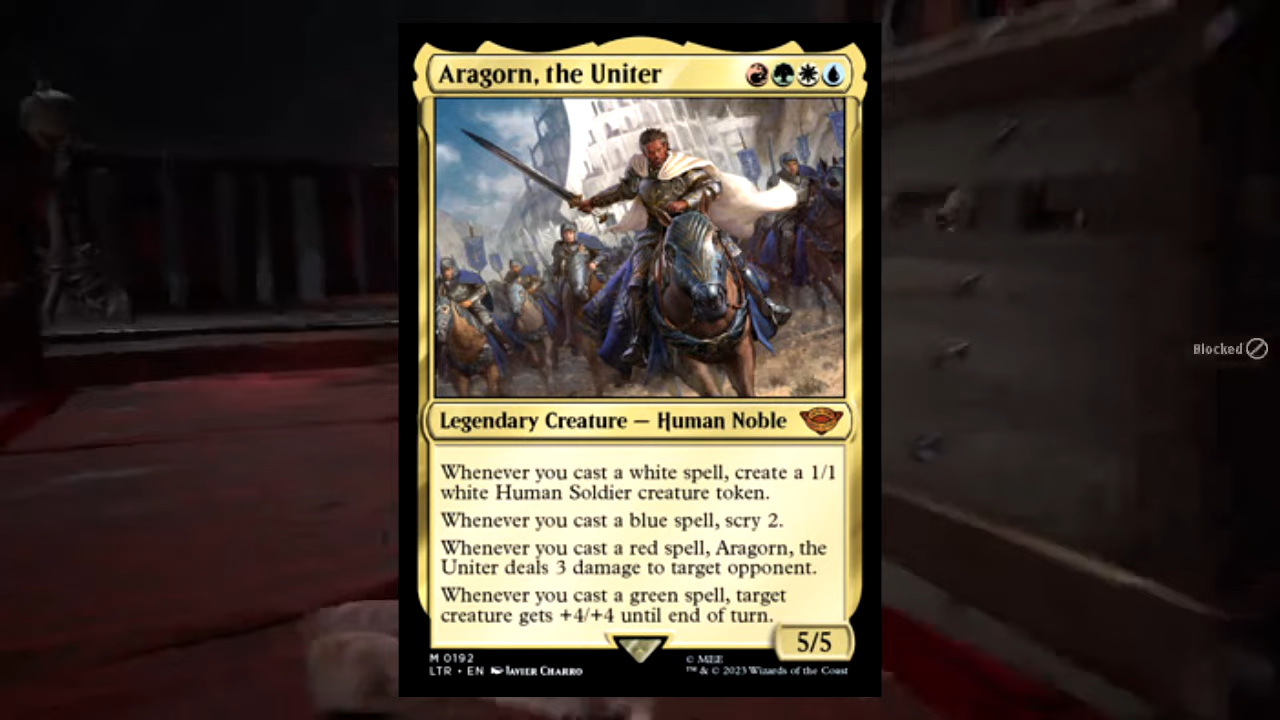 Aragorn, the Uniter
Blocked
Legendary Creature — Human Noble
Whenever you cast a white spell, create a 1/1
white Human Soldier creature token.
Whenever you cast a blue spell, scry 2.
Whenever you cast a red spell, Aragorn, the
Uniter deals 3 damage to target opponent.
Whenever you cast a green spell, target
creature gets +4/+4 until end of turn.
5/5
M 0192
LTR • EN Javier Charro
© MEE
™ & © 2023 Wizards of the Coast